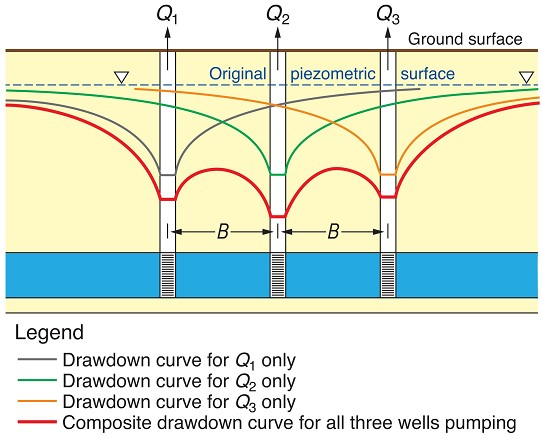 Q1 Q2 Q3
Ground surface
Original piezometric surface
B B
Legend
Drawdown curve for Q1 only
Drawdown curve for Q2 only
Drawdown curve for Q3 only
Composite drawdown curve for all three wells pumping